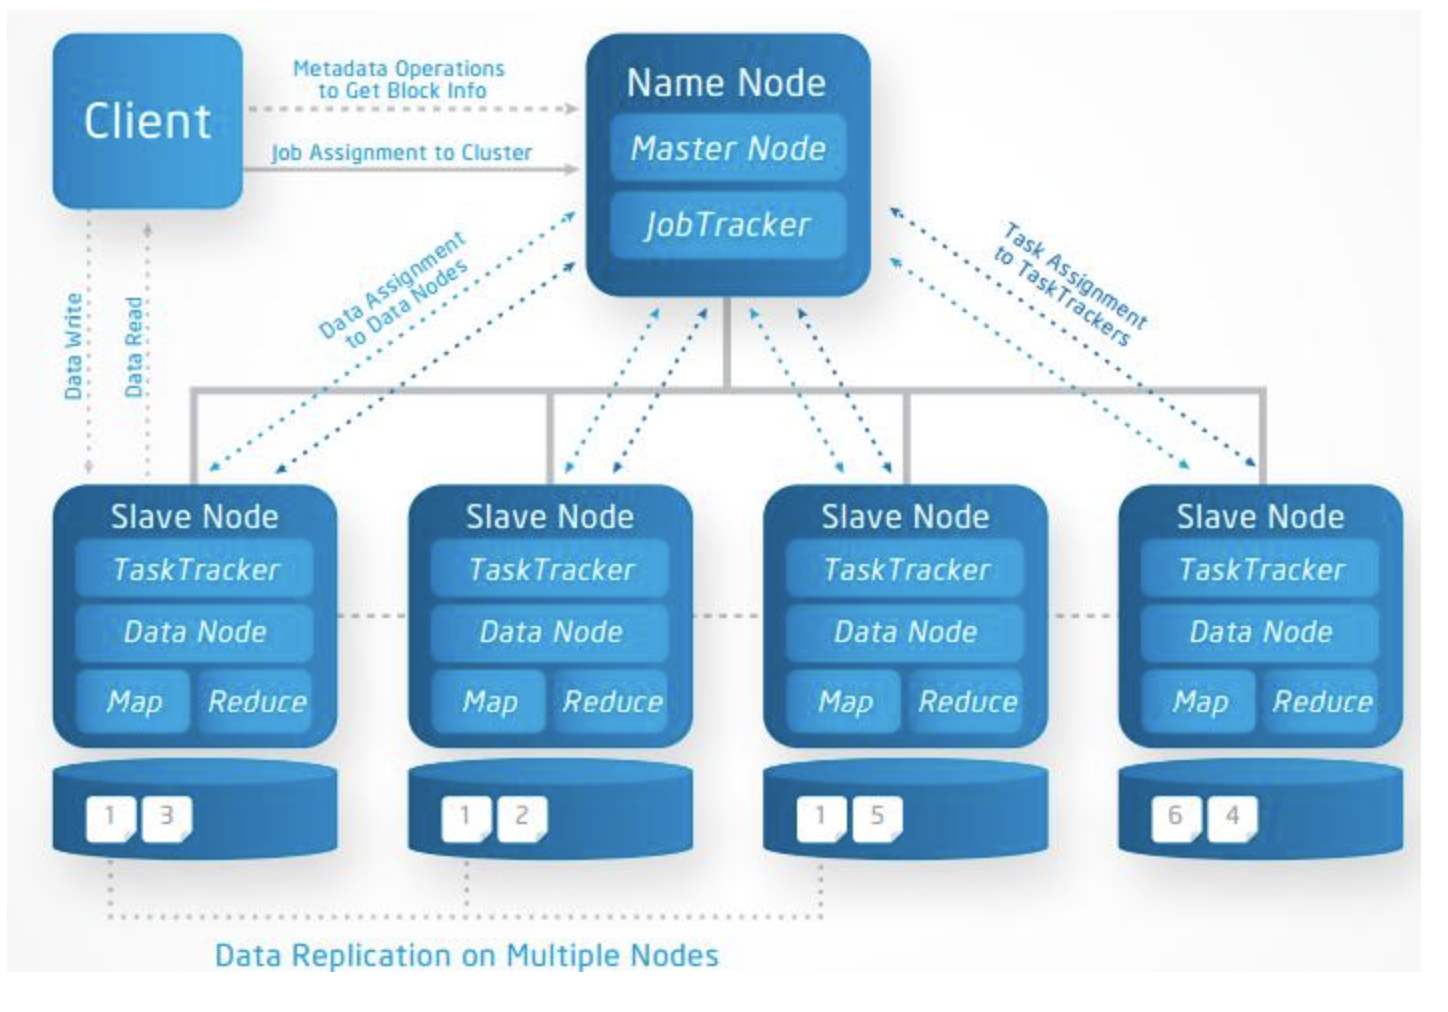 Client
Metadata Operations
to Get Block Info
Job Assignment to Cluster
Name Node
Master Node
JobTracker
Data Write
Data Read
Data Assignment
to Data Nodes
Task Assignment
to TaskTrackers
Slave Node
TaskTracker
Data Node
Map Reduce
1 3
Slave Node
TaskTracker
Data Node
Map Reduce
1 2
Slave Node
TaskTracker
Data Node
Map Reduce
1 5
Slave Node
TaskTracker
Data Node
Map Reduce
6 4
Data Replication on Multiple Nodes